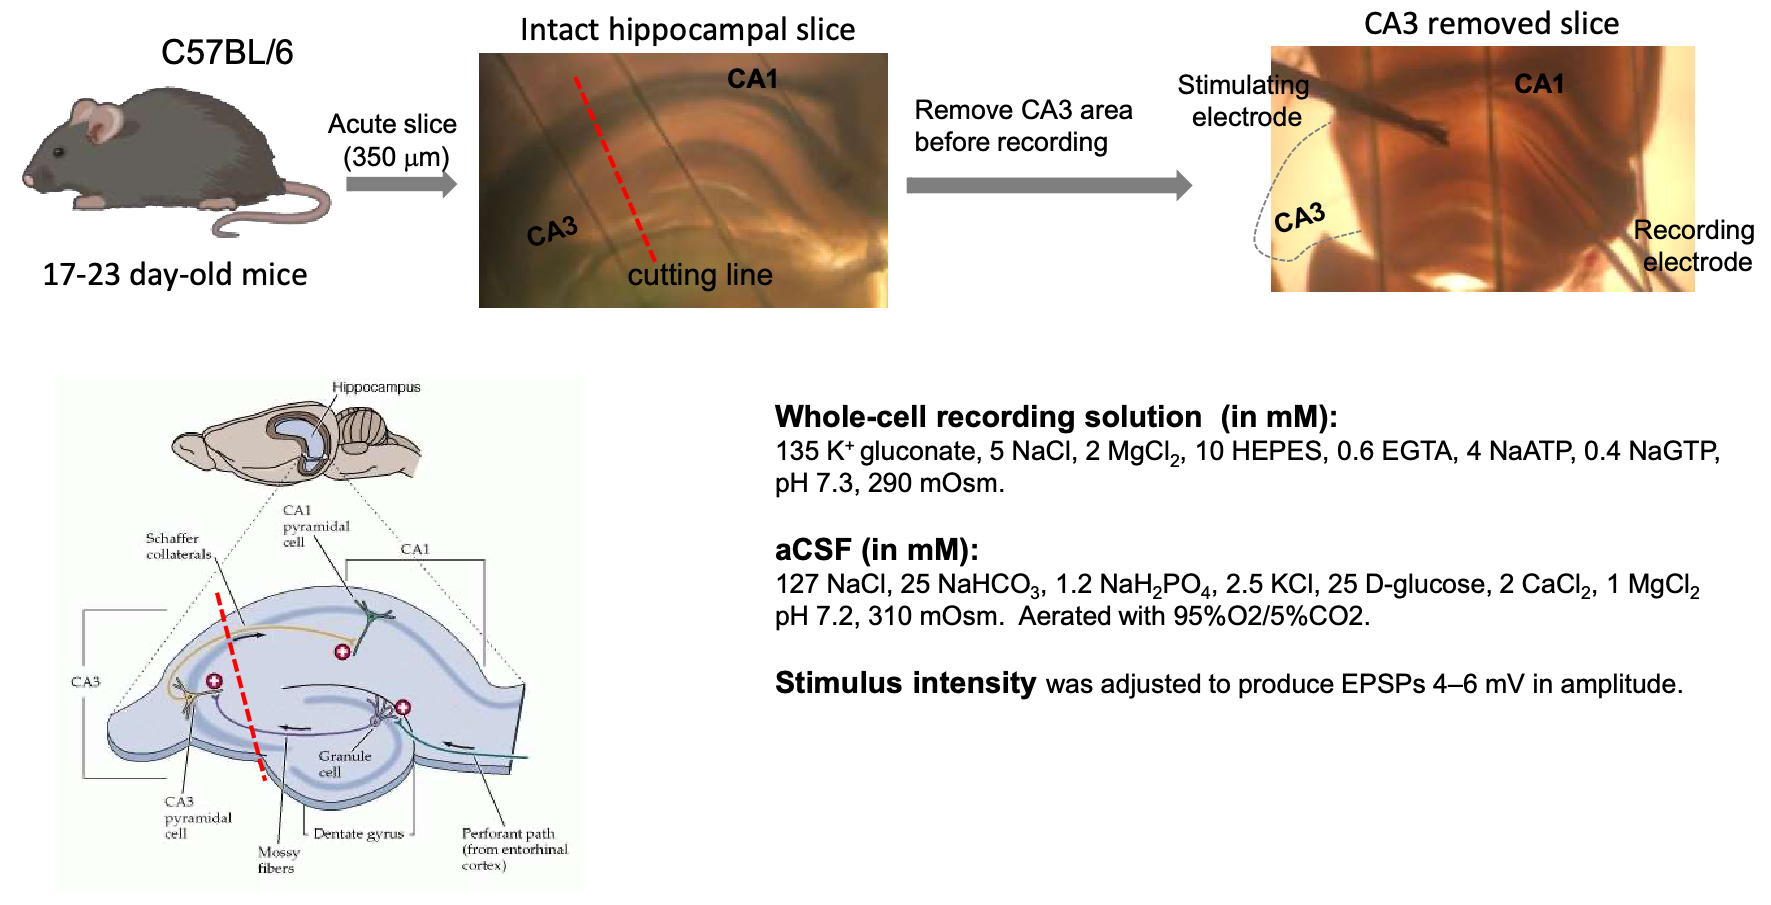 C57BL/6
17-23 day-old mice
Acute slice
(350 μm)
Intact hippocampal slice
CA1
CA3
cutting line
Remove CA3 area
before recording
CA3 removed slice
Stimulating
electrode
CA1
CA3
Recording
electrode
Hippocampus
CA1
pyramidal
cell
Schaffer
collaterals
CA1
CA3
Granule
cell
CA3
pyramidal
cell
Mossy
fibers
Dentate gyrus
Perforant path
(from entorhinal
cortex)
Whole-cell recording solution (in mM):
135 K⁺ gluconate, 5 NaCl, 2 MgCl₂, 10 HEPES, 0.6 EGTA, 4 NaATP, 0.4 NaGTP,
pH 7.3, 290 mOsm.
aCSF (in mM):
127 NaCl, 25 NaHCO₃, 1.2 NaH₂PO₄, 2.5 KCl, 25 D-glucose, 2 CaCl₂, 1 MgCl₂
pH 7.2, 310 mOsm. Aerated with 95%O2/5%CO2.
Stimulus intensity was adjusted to produce EPSPs 4–6 mV in amplitude.